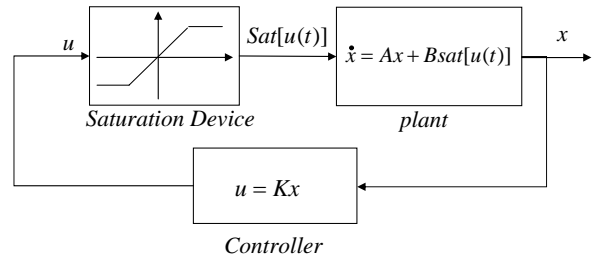 u
Sat[u(t)]
ẋ = Ax + Bsat[u(t)]
x
Saturation Device
plant
u = Kx
Controller